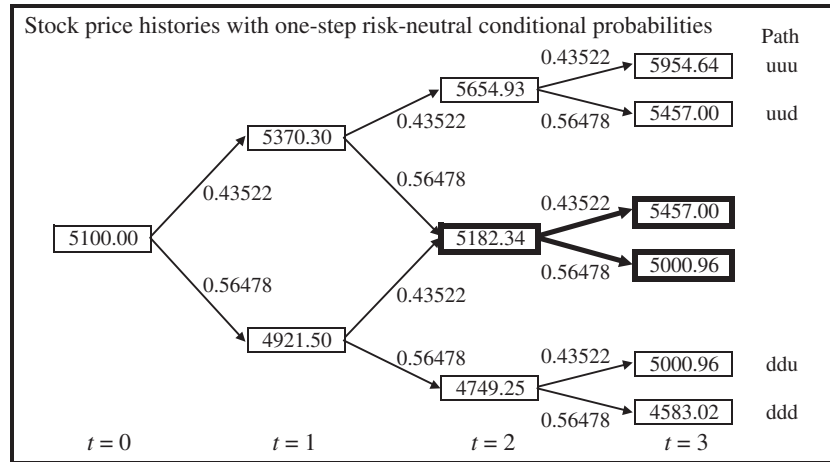 Stock price histories with one-step risk-neutral conditional probabilities
Path
0.43522
5954.64
uuu
5654.93
0.43522
0.56478
5457.00
uud
5370.30
0.43522
0.56478
0.43522
5457.00
5100.00
5182.34
0.56478
5000.96
0.56478
0.43522
4921.50
0.56478
0.43522
5000.96
ddu
4749.25
0.56478
4583.02
ddd
t = 0
t = 1
t = 2
t = 3